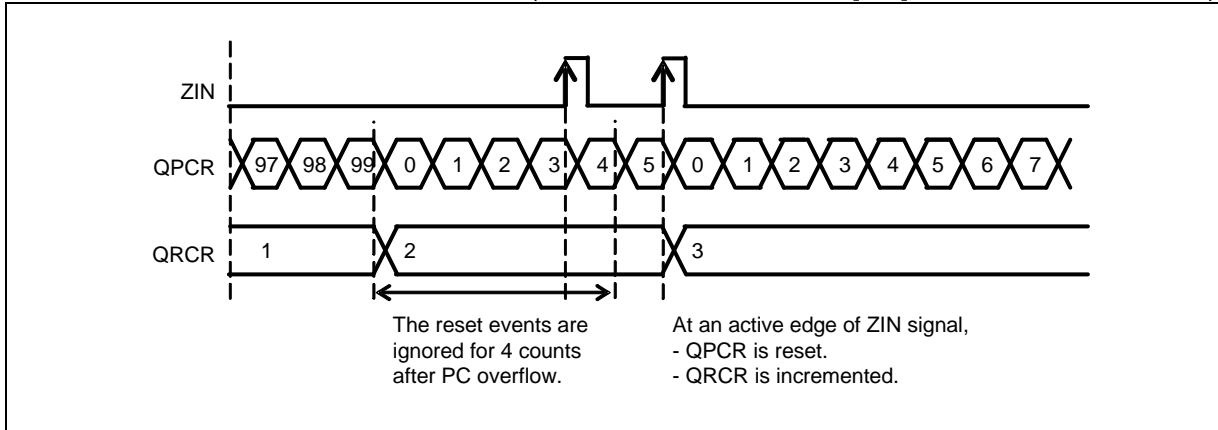 ZIN
QPCR 97 98 99 0 1 2 3 4 5 0 1 2 3 4 5 6 7
QRCR 1 2 3
The reset events are
ignored for 4 counts
after PC overflow.
At an active edge of ZIN signal,
- QPCR is reset.
- QRCR is incremented.